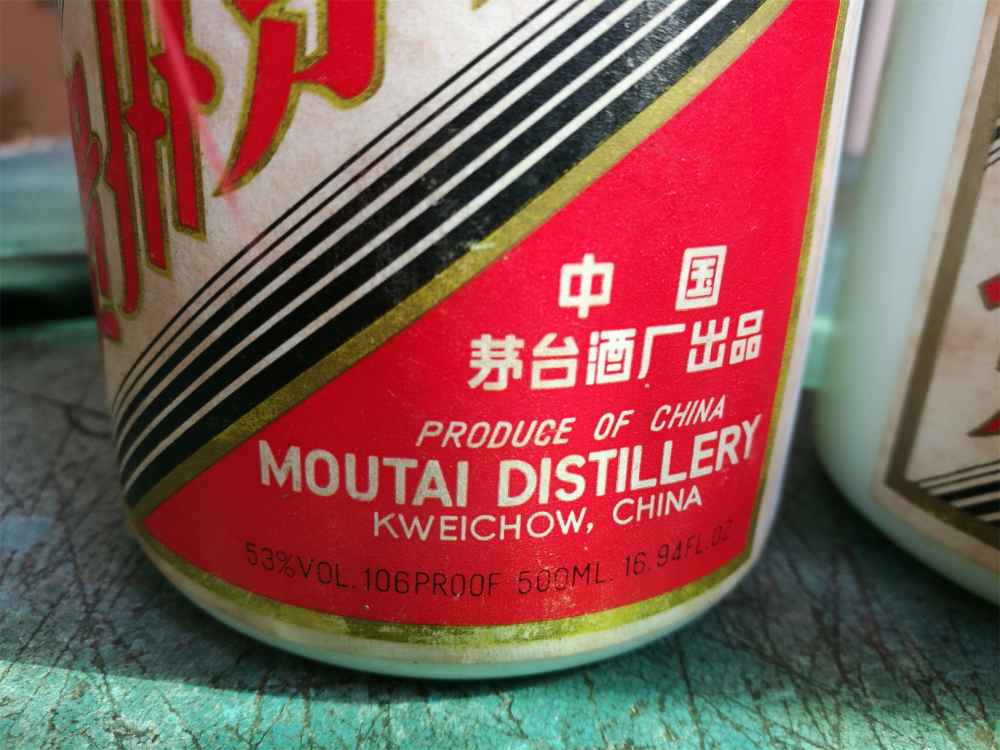 中国
茅台酒厂出品
PRODUCE OF CHINA
MOUTAI DISTILLERY
KWEICHOW, CHINA
53%VOL. 106PROOF 500ML. 16.94FL.OZ